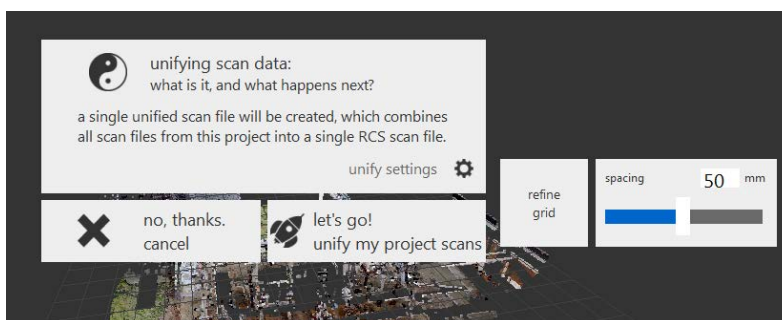 unifying scan data:
what is it, and what happens next?
a single unified scan file will be created, which combines
all scan files from this project into a single RCS scan file.
unify settings
no, thanks.
cancel
let's go!
unify my project scans
refine
grid
spacing 50 mm